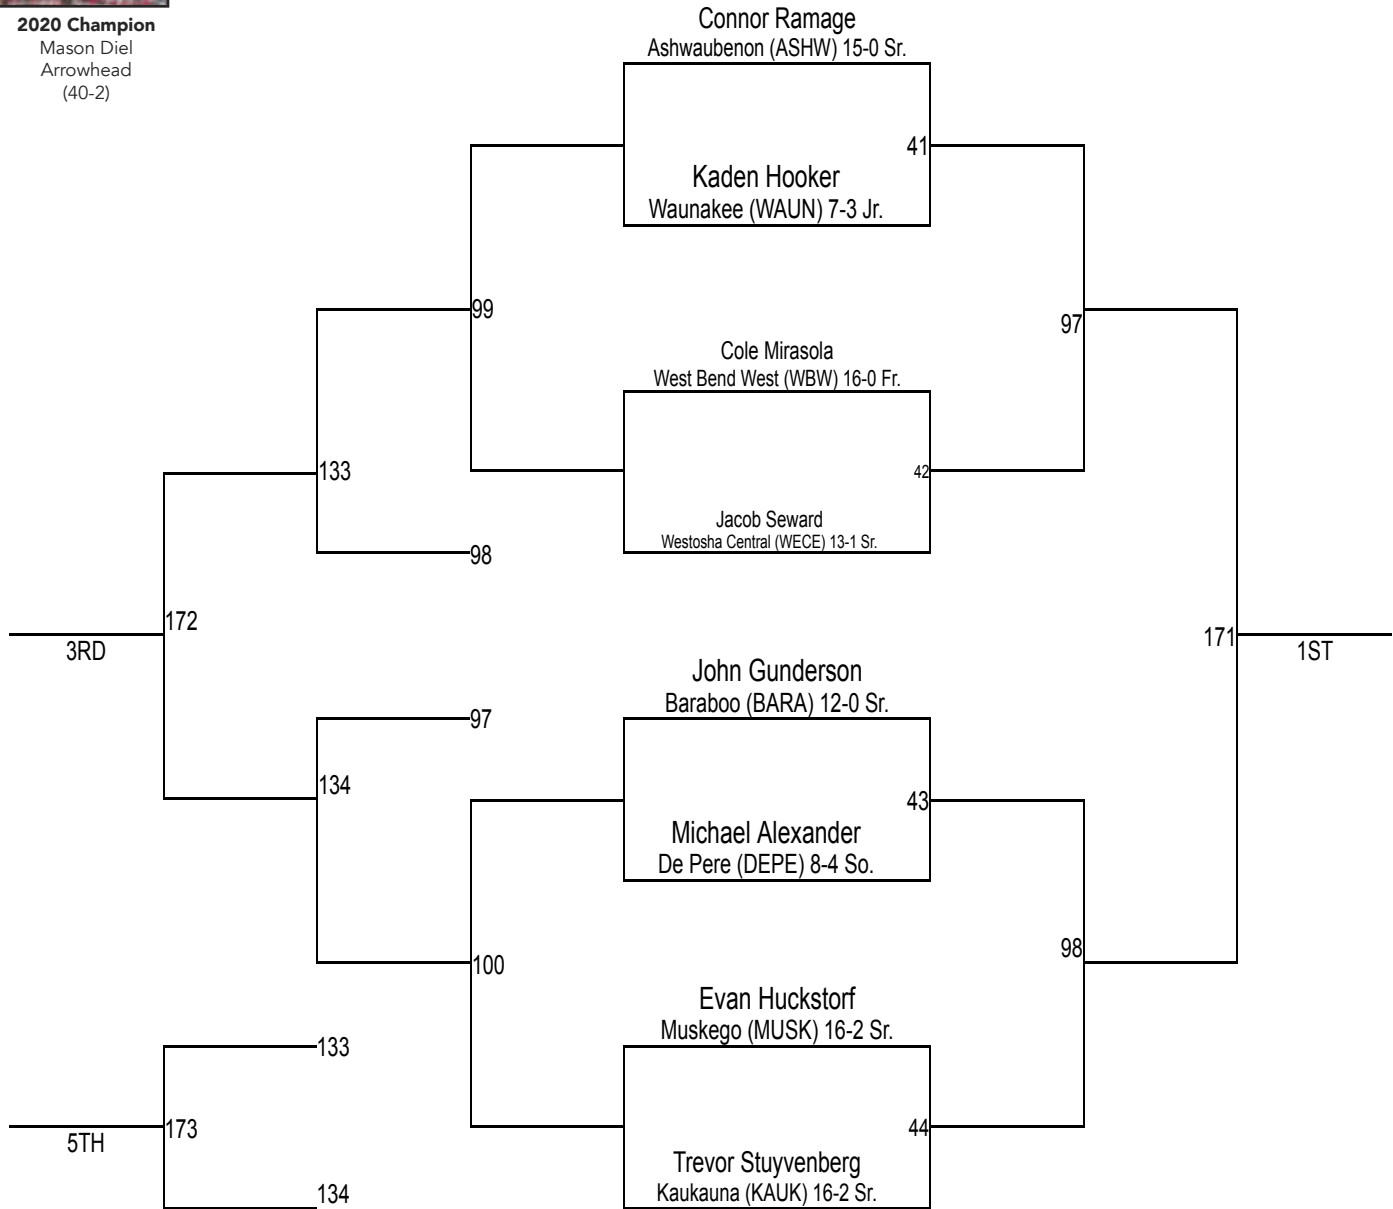 2020 Champion
Mason Diel
Arrowhead
(40-2)
Connor Ramage
Ashwaubenon (ASHW) 15-0 Sr.
41
Kaden Hooker
Waunakee (WAUN) 7-3 Jr.
99
97
Cole Mirasola
West Bend West (WBW) 16-0 Fr.
133
42
Jacob Seward
Westosha Central (WECE) 13-1 Sr.
98
172
3RD
171
1ST
John Gunderson
Baraboo (BARA) 12-0 Sr.
97
134
43
Michael Alexander
De Pere (DEPE) 8-4 So.
100
98
Evan Huckstorf
Muskego (MUSK) 16-2 Sr.
133
173
5TH
44
Trevor Stuyvenberg
Kaukauna (KAUK) 16-2 Sr.
134